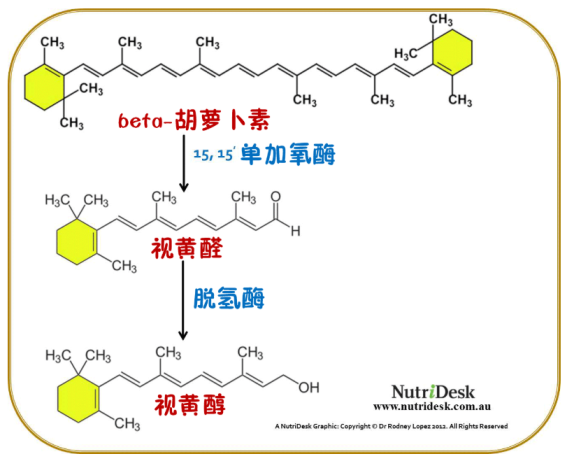 CH₃ CH₃ CH₃ CH₃
H₃C
CH₃
CH₃ CH₃ CH₃ CH₃
beta-胡萝卜素
15, 15' 单加氧酶
H₃C CH₃ CH₃ CH₃ O
H
CH₃
视黄醛
脱氢酶
H₃C CH₃ CH₃ CH₃
OH
CH₃
视黄醇
NutriDesk
www.nutridesk.com.au
A NutriDesk Graphic: Copyright © Dr Rodney Lopez 2012. All Rights Reserved